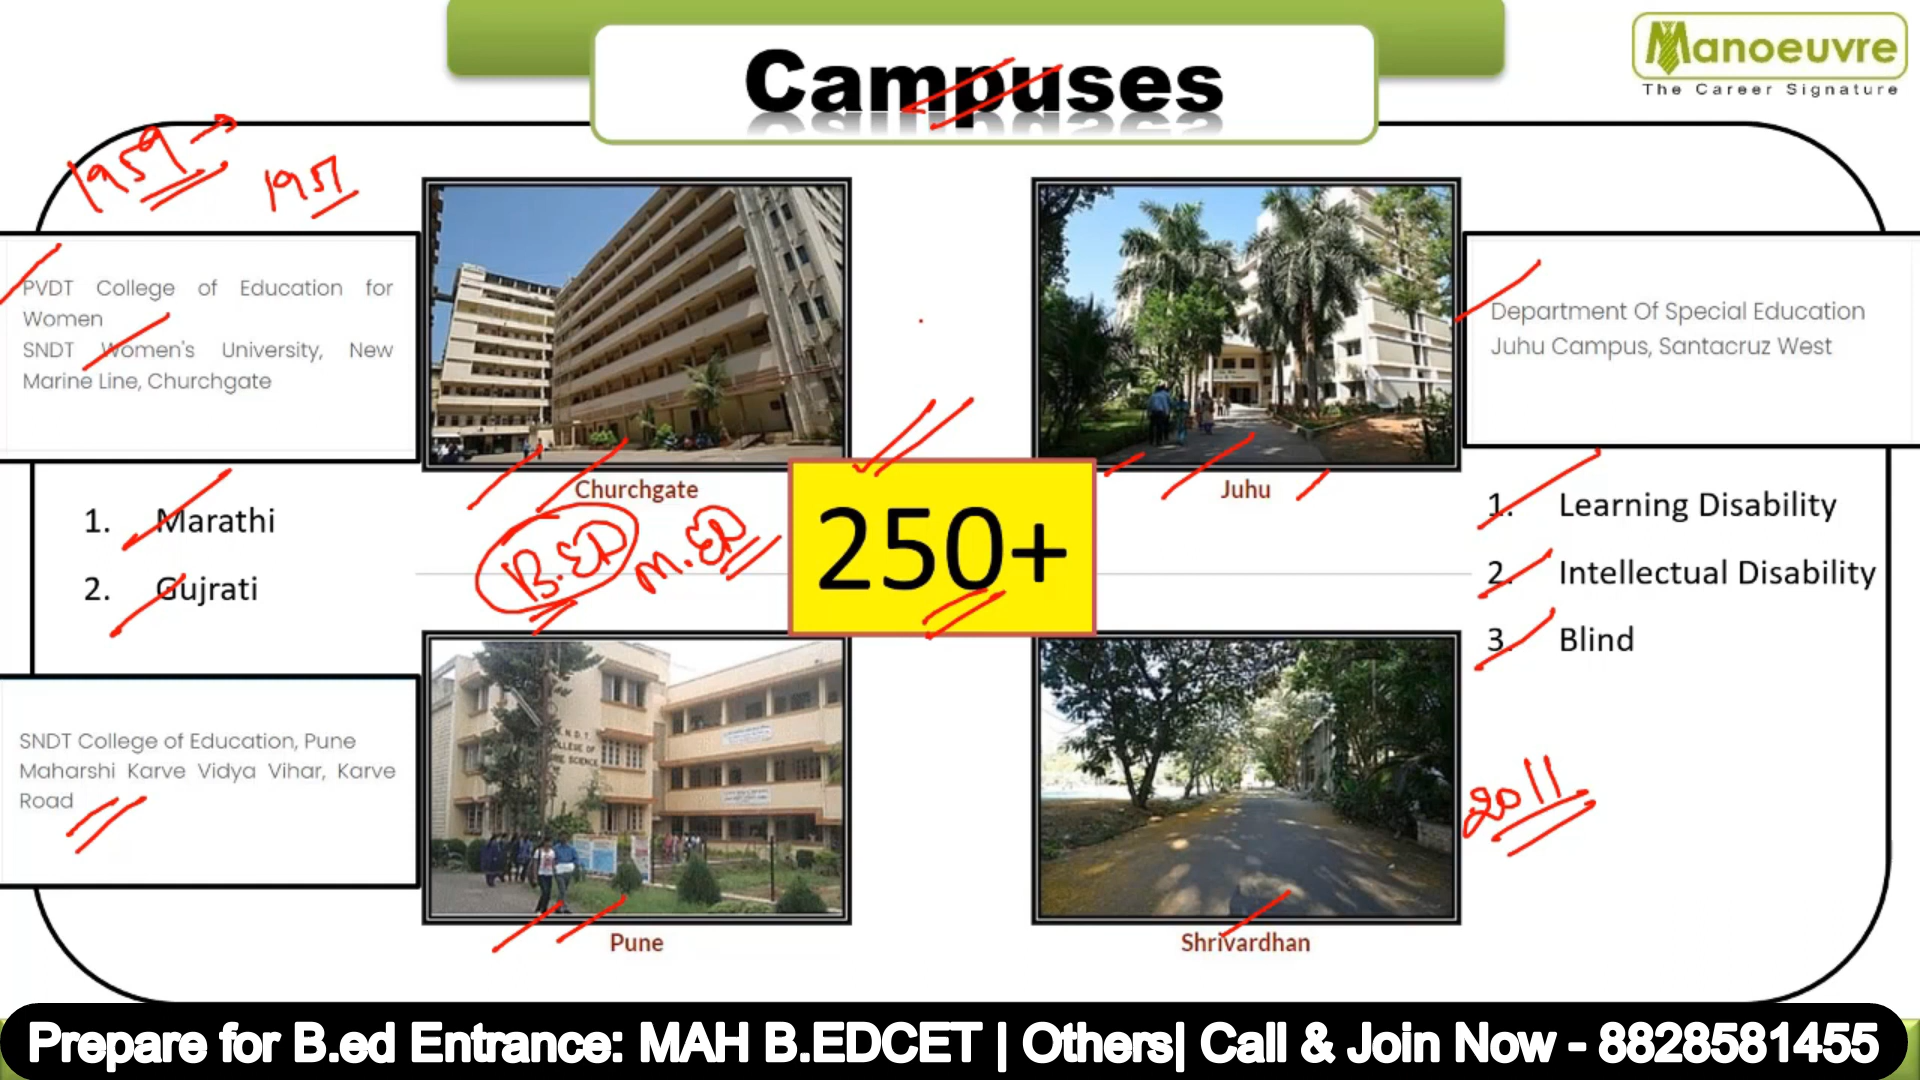 Campuses
Manoeuvre
The Career Signature
1959
1951
PVDT College of Education for
Women
SNDT Women's University, New
Marine Line, Churchgate
Department Of Special Education
Juhu Campus, Santacruz West
Churchgate
Juhu
1. Marathi
2. Gujrati
B.ED
M.ED
250+
1. Learning Disability
2. Intellectual Disability
3. Blind
SNDT College of Education, Pune
Maharshi Karve Vidya Vihar, Karve
Road
2011
Pune
Shrivardhan
Prepare for B.ed Entrance: MAH B.EDCET | Others| Call & Join Now - 8828581455